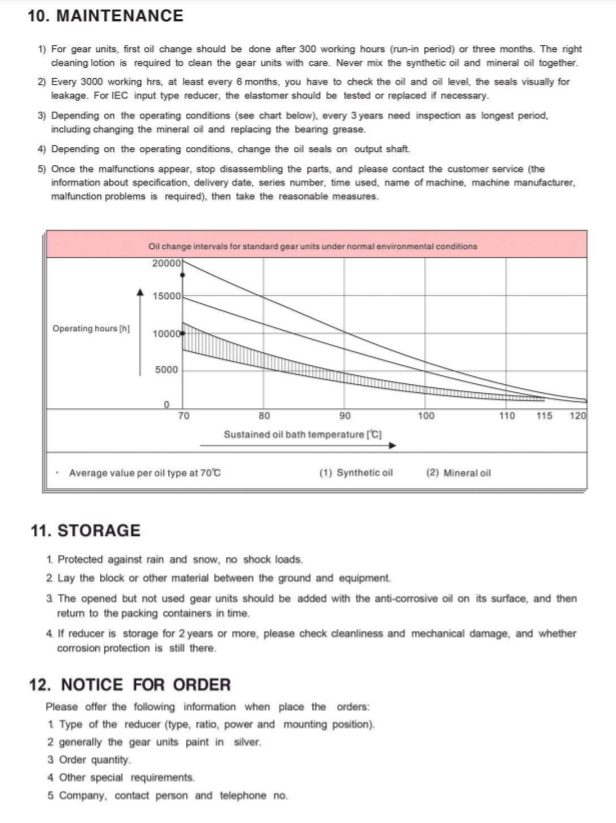 10. MAINTENANCE
1) For gear units, first oil change should be done after 300 working hours (run-in period) or three months. The right
cleaning lotion is required to clean the gear units with care. Never mix the synthetic oil and mineral oil together.
2) Every 3000 working hrs, at least every 6 months, you have to check the oil and oil level, the seals visually for
leakage. For IEC input type reducer, the elastomer should be tested or replaced if necessary.
3) Depending on the operating conditions (see chart below), every 3 years need inspection as longest period,
including changing the mineral oil and replacing the bearing grease.
4) Depending on the operating conditions, change the oil seals on output shaft.
5) Once the malfunctions appear, stop disassembling the parts, and please contact the customer service (the
information about specification, delivery date, series number, time used, name of machine, machine manufacturer,
malfunction problems is required), then take the reasonable measures.
Oil change intervals for standard gear units under normal environmental conditions
20000
15000
Operating hours [h]
10000
5000
0
70 80 90 100 110 115 120
Sustained oil bath temperature [℃]
· Average value per oil type at 70℃ (1) Synthetic oil (2) Mineral oil
11. STORAGE
1. Protected against rain and snow, no shock loads.
2 Lay the block or other material between the ground and equipment.
3 The opened but not used gear units should be added with the anti-corrosive oil on its surface, and then
return to the packing containers in time.
4. If reducer is storage for 2 years or more, please check cleanliness and mechanical damage, and whether
corrosion protection is still there.
12. NOTICE FOR ORDER
Please offer the following information when place the orders:
1 Type of the reducer (type, ratio, power and mounting position).
2 generally the gear units paint in silver.
3 Order quantity.
4 Other special requirements.
5 Company, contact person and telephone no.